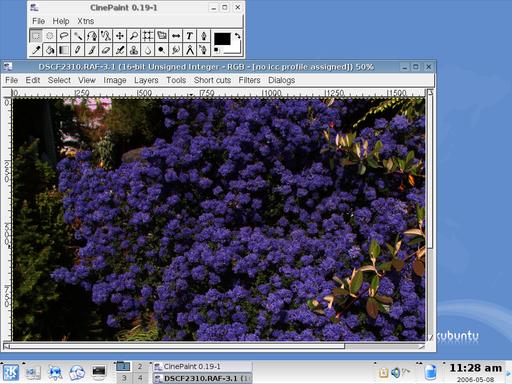 CinePaint 0.19-1
File Help Xtns
DSCF2310.RAF-3.1 (16-bit Unsigned Integer - RGB - [no icc profile assigned]) 50%
File Edit Select View Image Layers Tools Short cuts Filters Dialogs
0 250 500 750 1000 1250 1500
kubuntu
1 2 CinePaint 0.19-1
3 4 DSCF2310.RAF-3.1 (1
11:28 am
2006-05-08